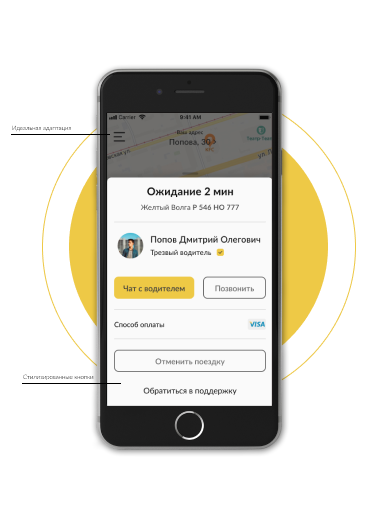 Carrier 9:41 AM
Ваш адрес
Попова, 30
Идеальная адаптация
Ожидание 2 мин
Желтый Волга Р 546 НО 777
Попов Дмитрий Олегович
Трезвый водитель
Чат с водителем Позвонить
Способ оплаты VISA
Отменить поездку
Стилизированные кнопки
Обратиться в поддержку